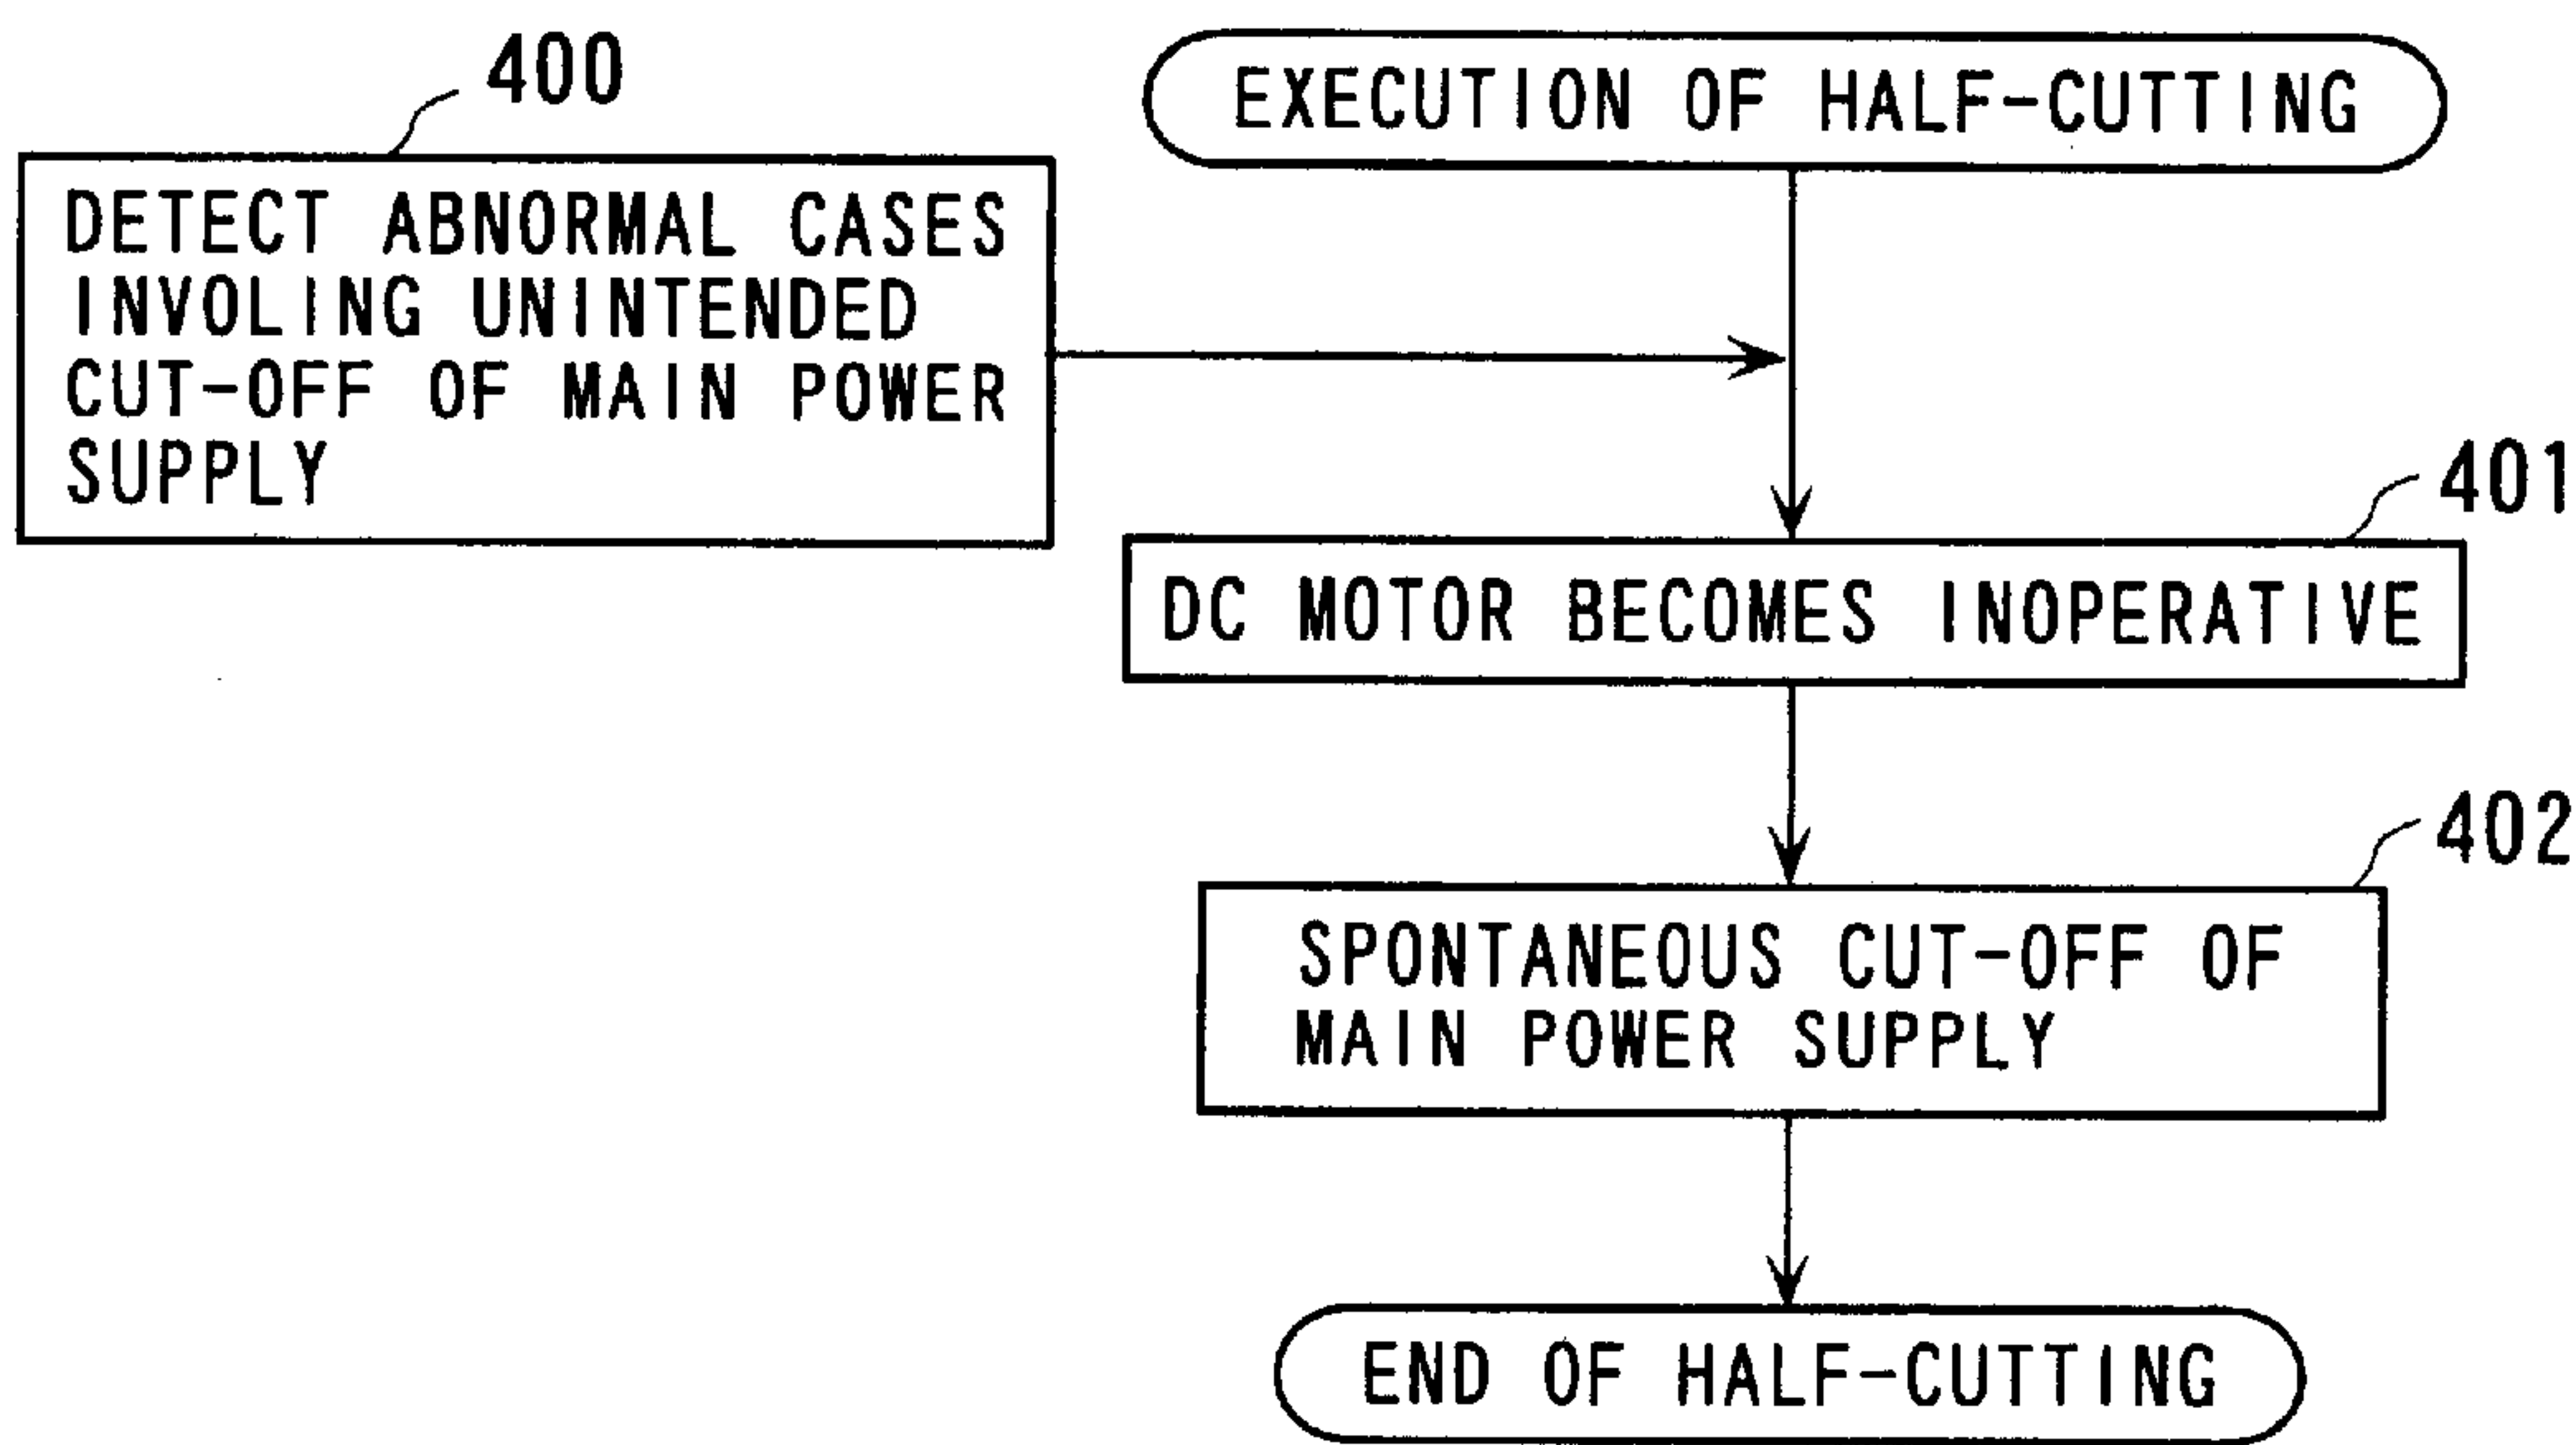 400
EXECUTION OF HALF-CUTTING
DETECT ABNORMAL CASES
INVOLING UNINTENDED
CUT-OFF OF MAIN POWER
SUPPLY
401
DC MOTOR BECOMES INOPERATIVE
402
SPONTANEOUS CUT-OFF OF
MAIN POWER SUPPLY
END OF HALF-CUTTING